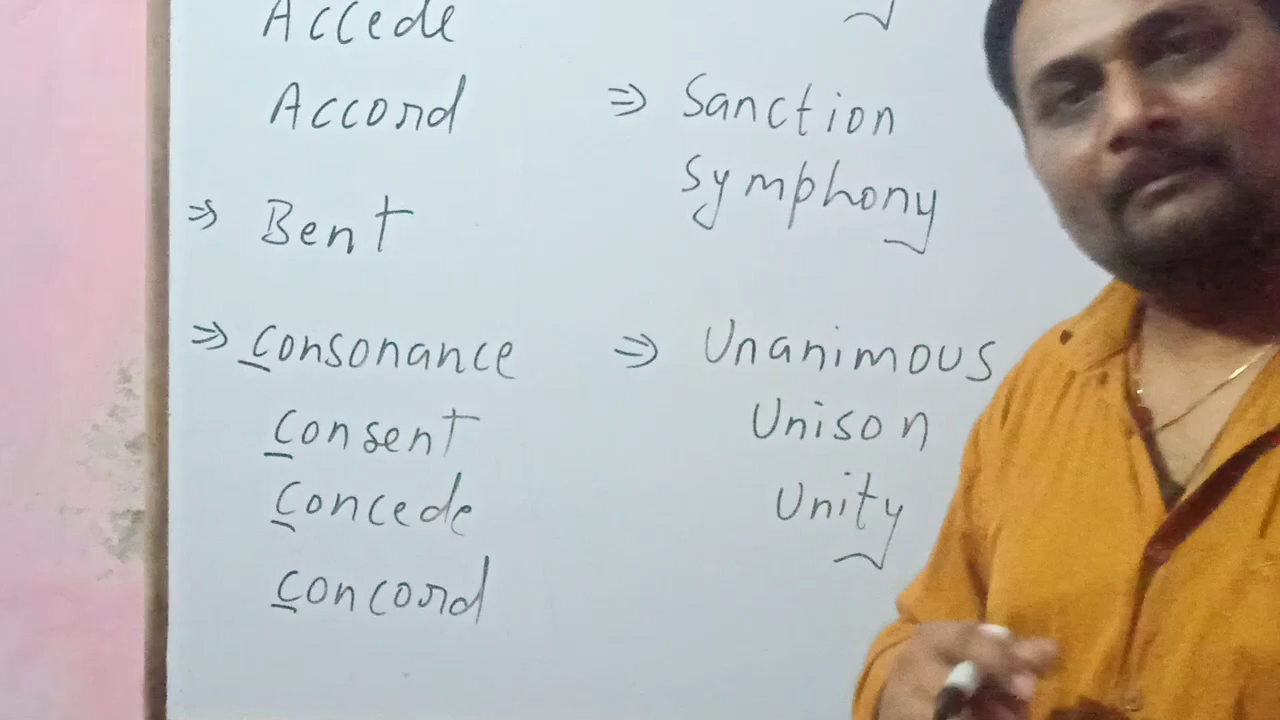 Accede
Accord
⇒ Bent
⇒ Consonance
Consent
Concede
Concord
⇒ Sanction
Symphony
⇒ Unanimous
Unison
Unity